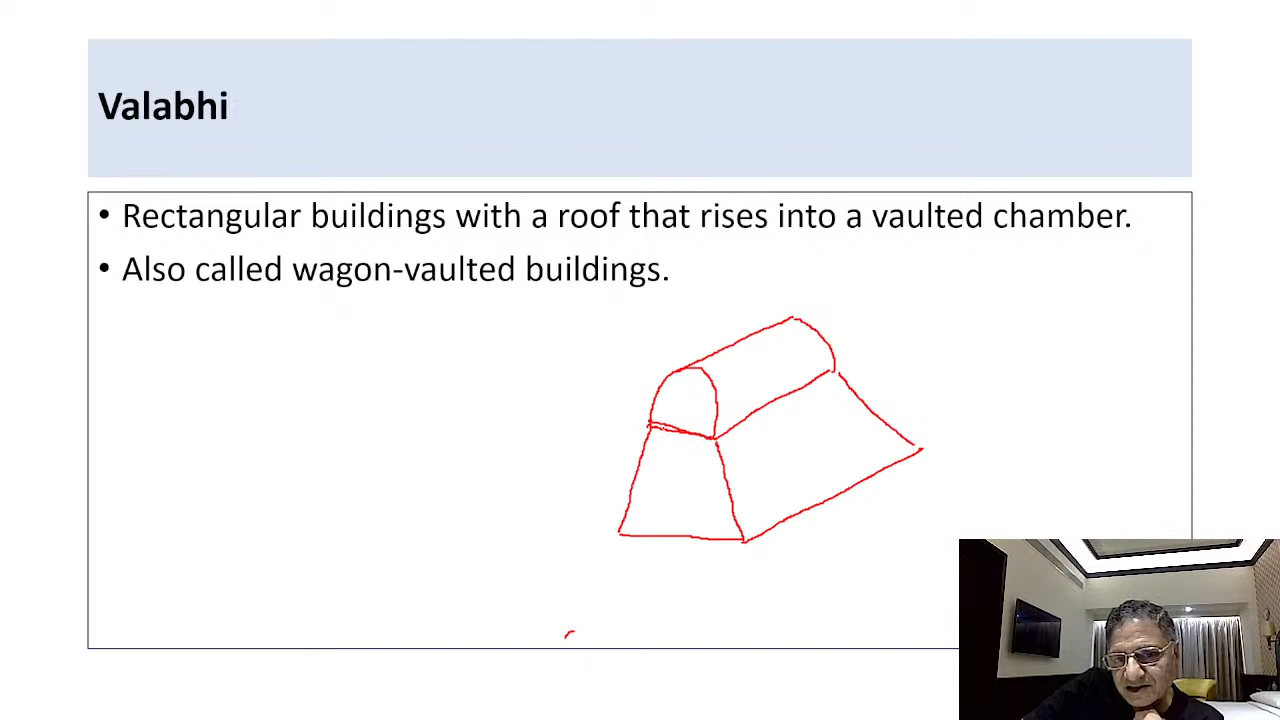 Valabhi
• Rectangular buildings with a roof that rises into a vaulted chamber.
• Also called wagon-vaulted buildings.